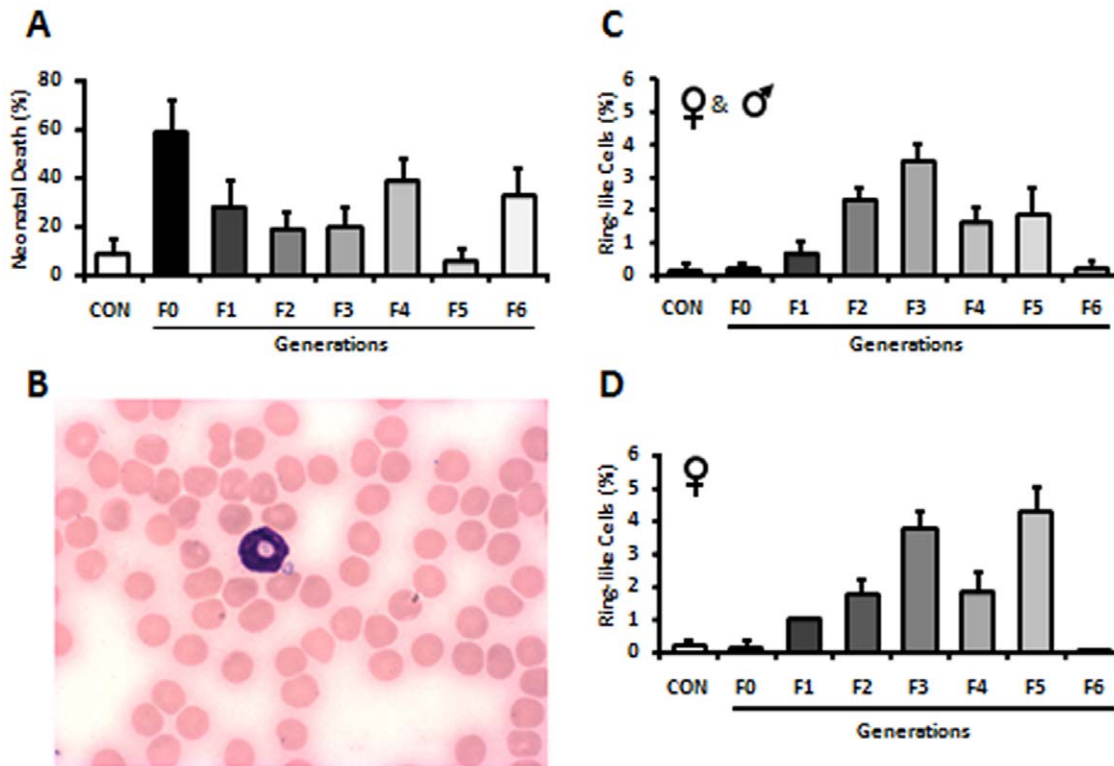 A
Neonatal Death (%)
80
60
40
20
0
CON F0 F1 F2 F3 F4 F5 F6
Generations
B
C
Ring-like Cells (%)
6
5
4
3
2
1
0
♀ & ♂
CON F0 F1 F2 F3 F4 F5 F6
Generations
D
Ring-like Cells (%)
6
5
4
3
2
1
0
♀
CON F0 F1 F2 F3 F4 F5 F6
Generations